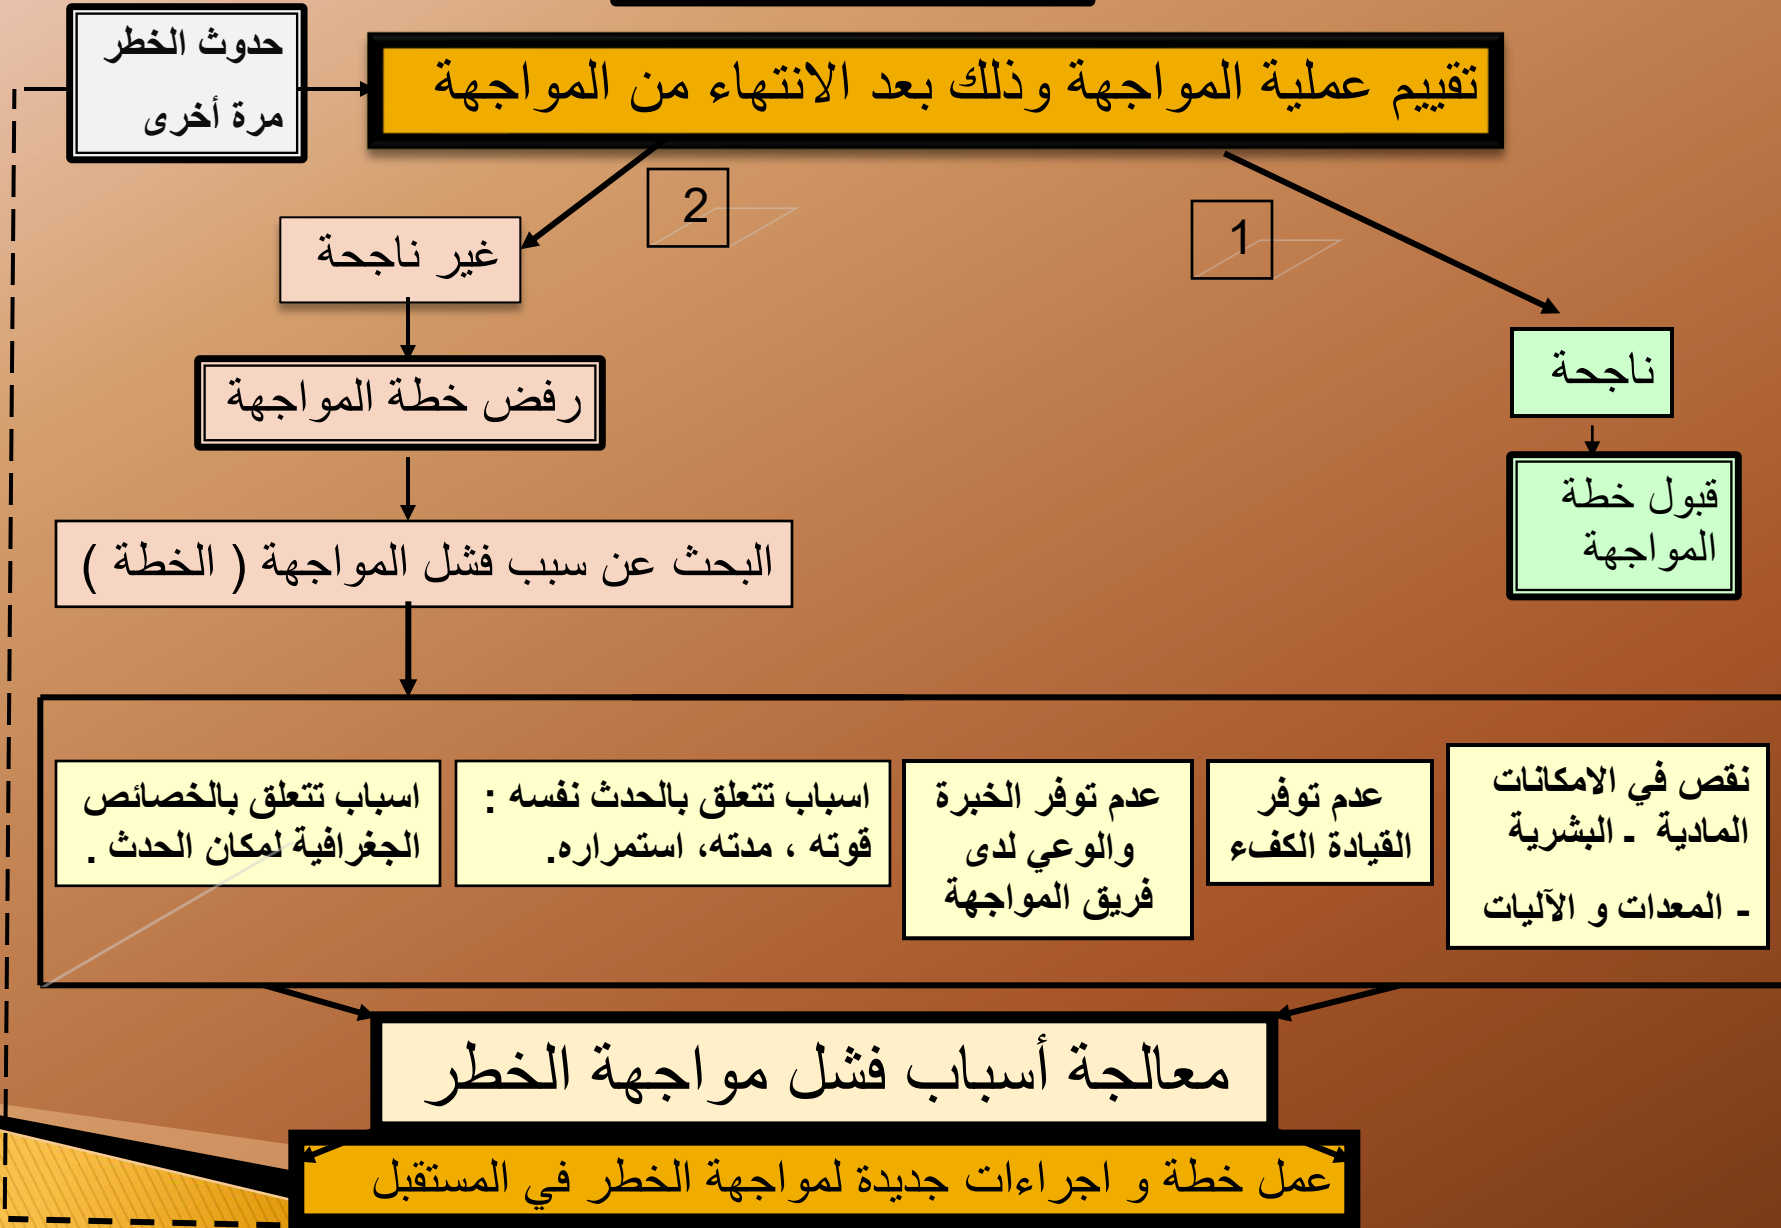 حدوث الخطر
مرة أخرى
تقييم عملية المواجهة وذلك بعد الانتهاء من المواجهة
1
2
ناجحة
قبول خطة
المواجهة
غير ناجحة
رفض خطة المواجهة
البحث عن سبب فشل المواجهة ( الخطة )
نقص في الامكانات
المادية - البشرية
- المعدات و الآليات
عدم توفر
القيادة الكفء
عدم توفر الخبرة
والوعي لدى
فريق المواجهة
اسباب تتعلق بالحدث نفسه :
قوته ، مدته، استمراره.
اسباب تتعلق بالخصائص
الجغرافية لمكان الحدث .
معالجة أسباب فشل مواجهة الخطر
عمل خطة و اجراءات جديدة لمواجهة الخطر في المستقبل